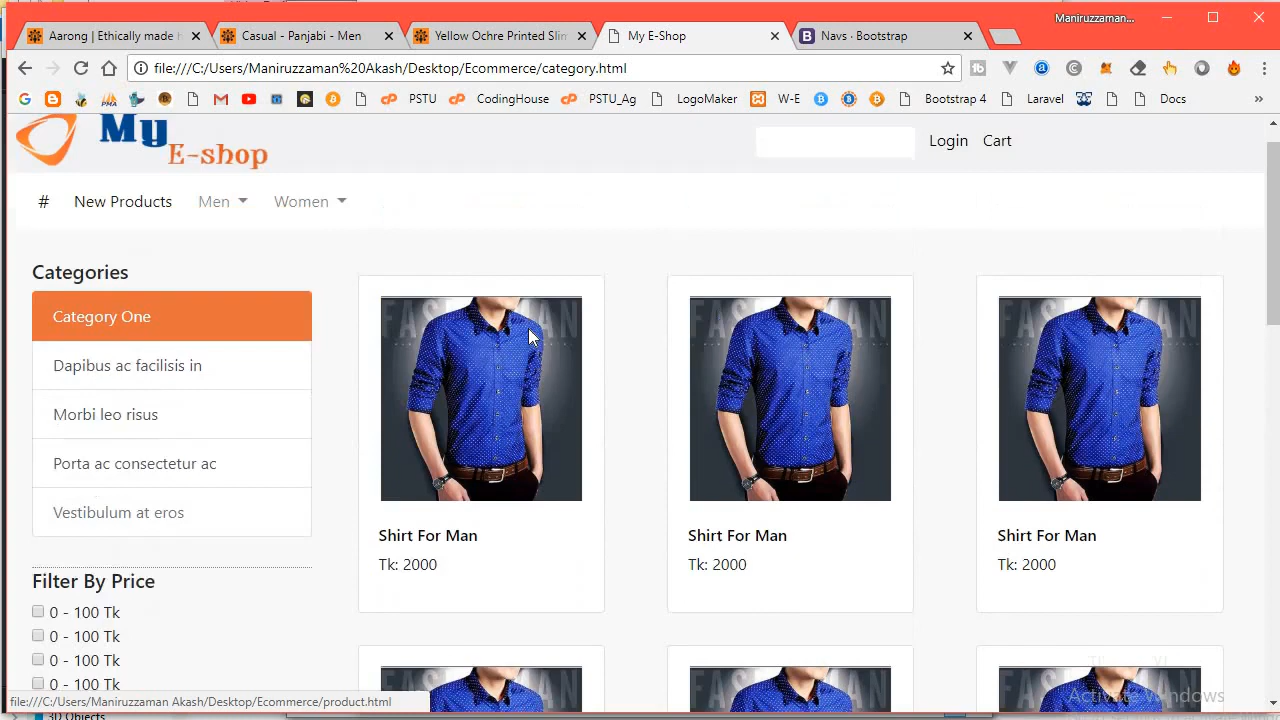 Maniruzzaman...
Aarong | Ethically made h
Casual - Panjabi - Men
Yellow Ochre Printed Slim
My E-Shop
Navs · Bootstrap
file:///C:/Users/Maniruzzaman%20Akash/Desktop/Ecommerce/category.html
PSTU
CodingHouse
PSTU_Ag
LogoMaker
W-E
Bootstrap 4
Laravel
Docs
»
My
E-shop
Login
Cart
#
New Products
Men
Women
Categories
Category One
Dapibus ac facilisis in
Morbi leo risus
Porta ac consectetur ac
Vestibulum at eros
Filter By Price
0 - 100 Tk
0 - 100 Tk
0 - 100 Tk
0 - 100 Tk
Shirt For Man
Tk: 2000
Shirt For Man
Tk: 2000
Shirt For Man
Tk: 2000
Activate Windows
file:///C:/Users/Maniruzzaman Akash/Desktop/Ecommerce/product.html
3D Objects